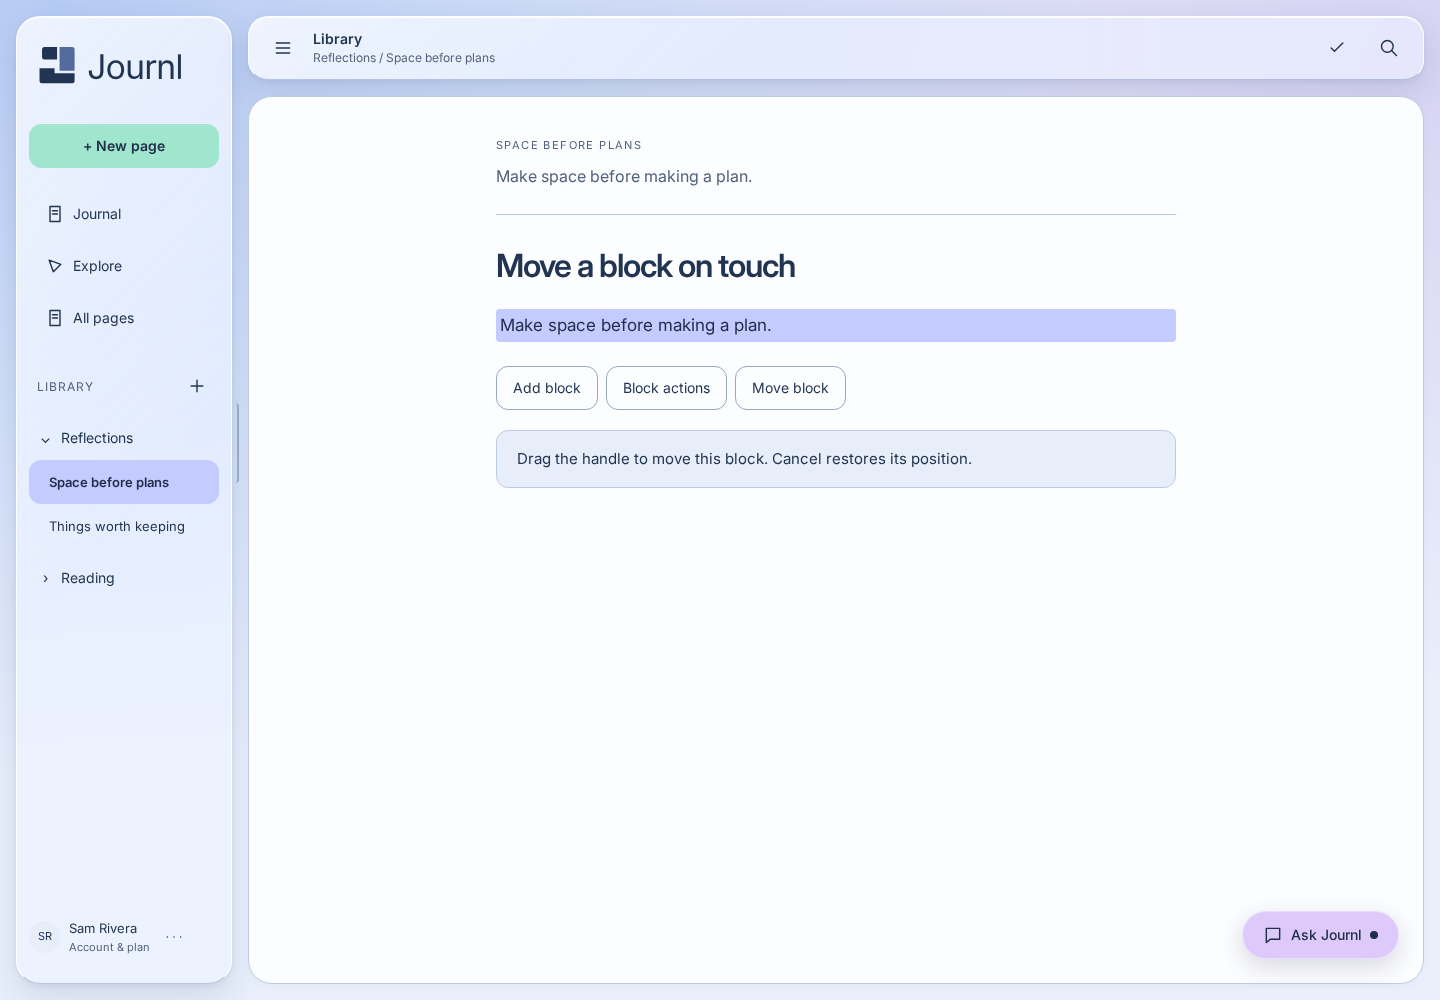 Journl
+ New page
Journal
Explore
All pages
LIBRARY
Reflections
Space before plans
Things worth keeping
Reading
SR
Sam Rivera
Account & plan
Library
Reflections / Space before plans
SPACE BEFORE PLANS
Make space before making a plan.
Move a block on touch
Make space before making a plan.
Add block
Block actions
Move block
Drag the handle to move this block. Cancel restores its position.
Ask Journl